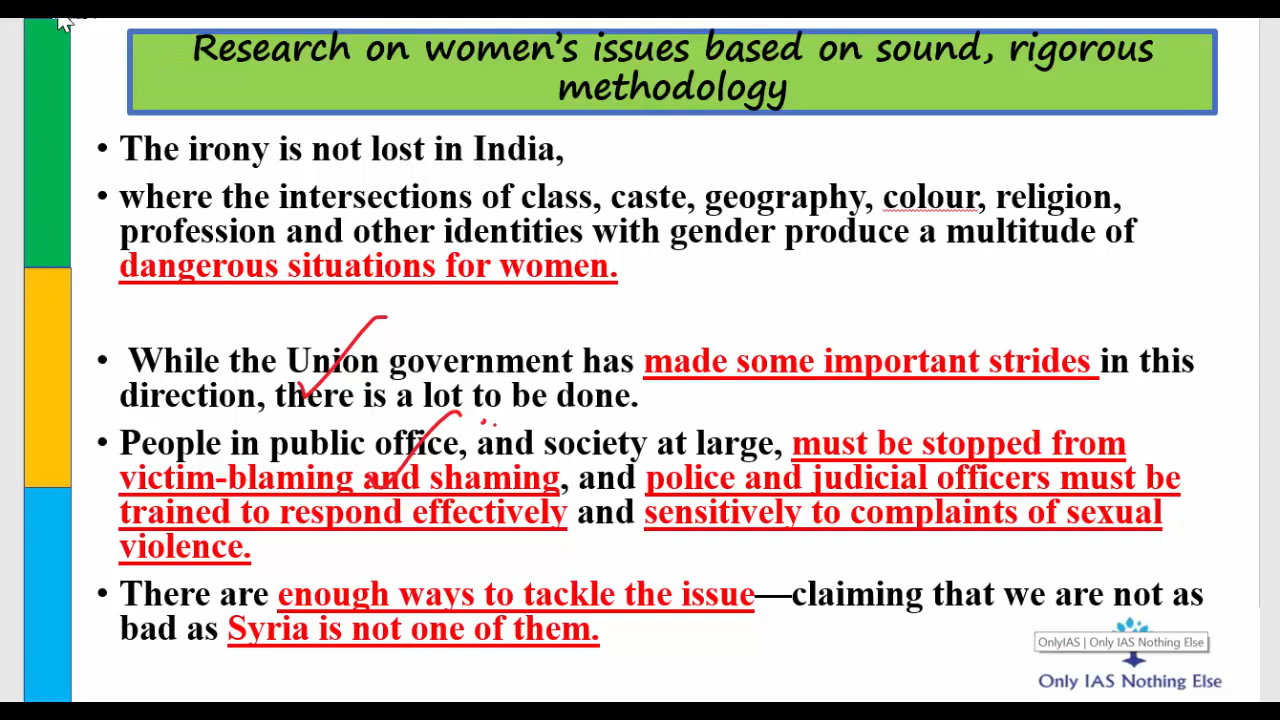 Research on women's issues based on sound, rigorous
methodology
• The irony is not lost in India,
• where the intersections of class, caste, geography, colour, religion,
profession and other identities with gender produce a multitude of
dangerous situations for women.
• While the Union government has made some important strides in this
direction, there is a lot to be done.
• People in public office, and society at large, must be stopped from
victim-blaming and shaming, and police and judicial officers must be
trained to respond effectively and sensitively to complaints of sexual
violence.
• There are enough ways to tackle the issue—claiming that we are not as
bad as Syria is not one of them.
OnlyIAS | Only IAS Nothing Else
Only IAS Nothing Else